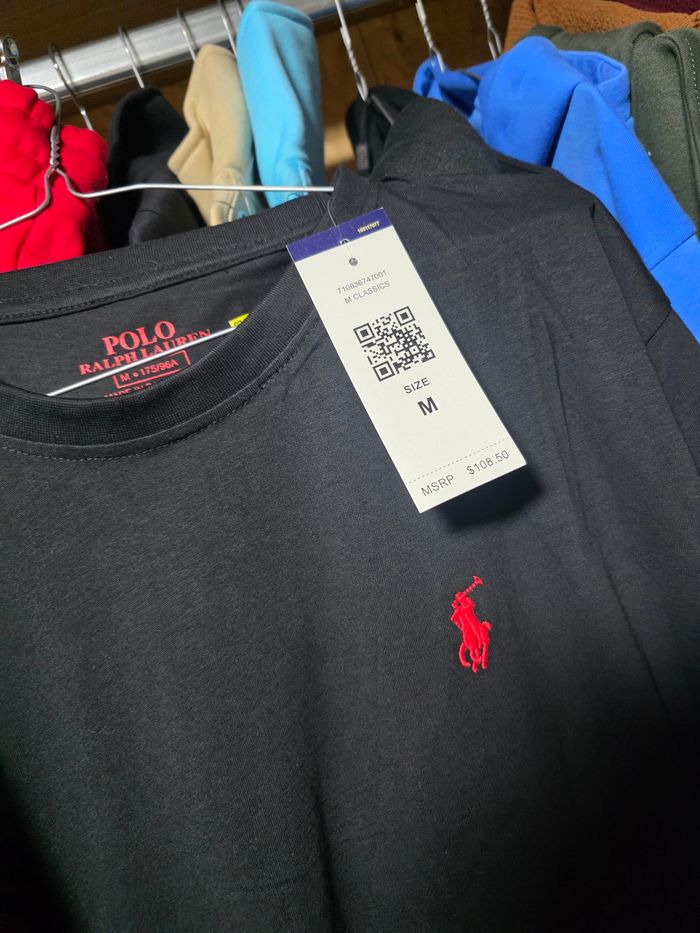 POLO
RALPH LAUREN
M • 175/96A
710836747001
M CLASSICS
SIZE
M
MSRP $108.50